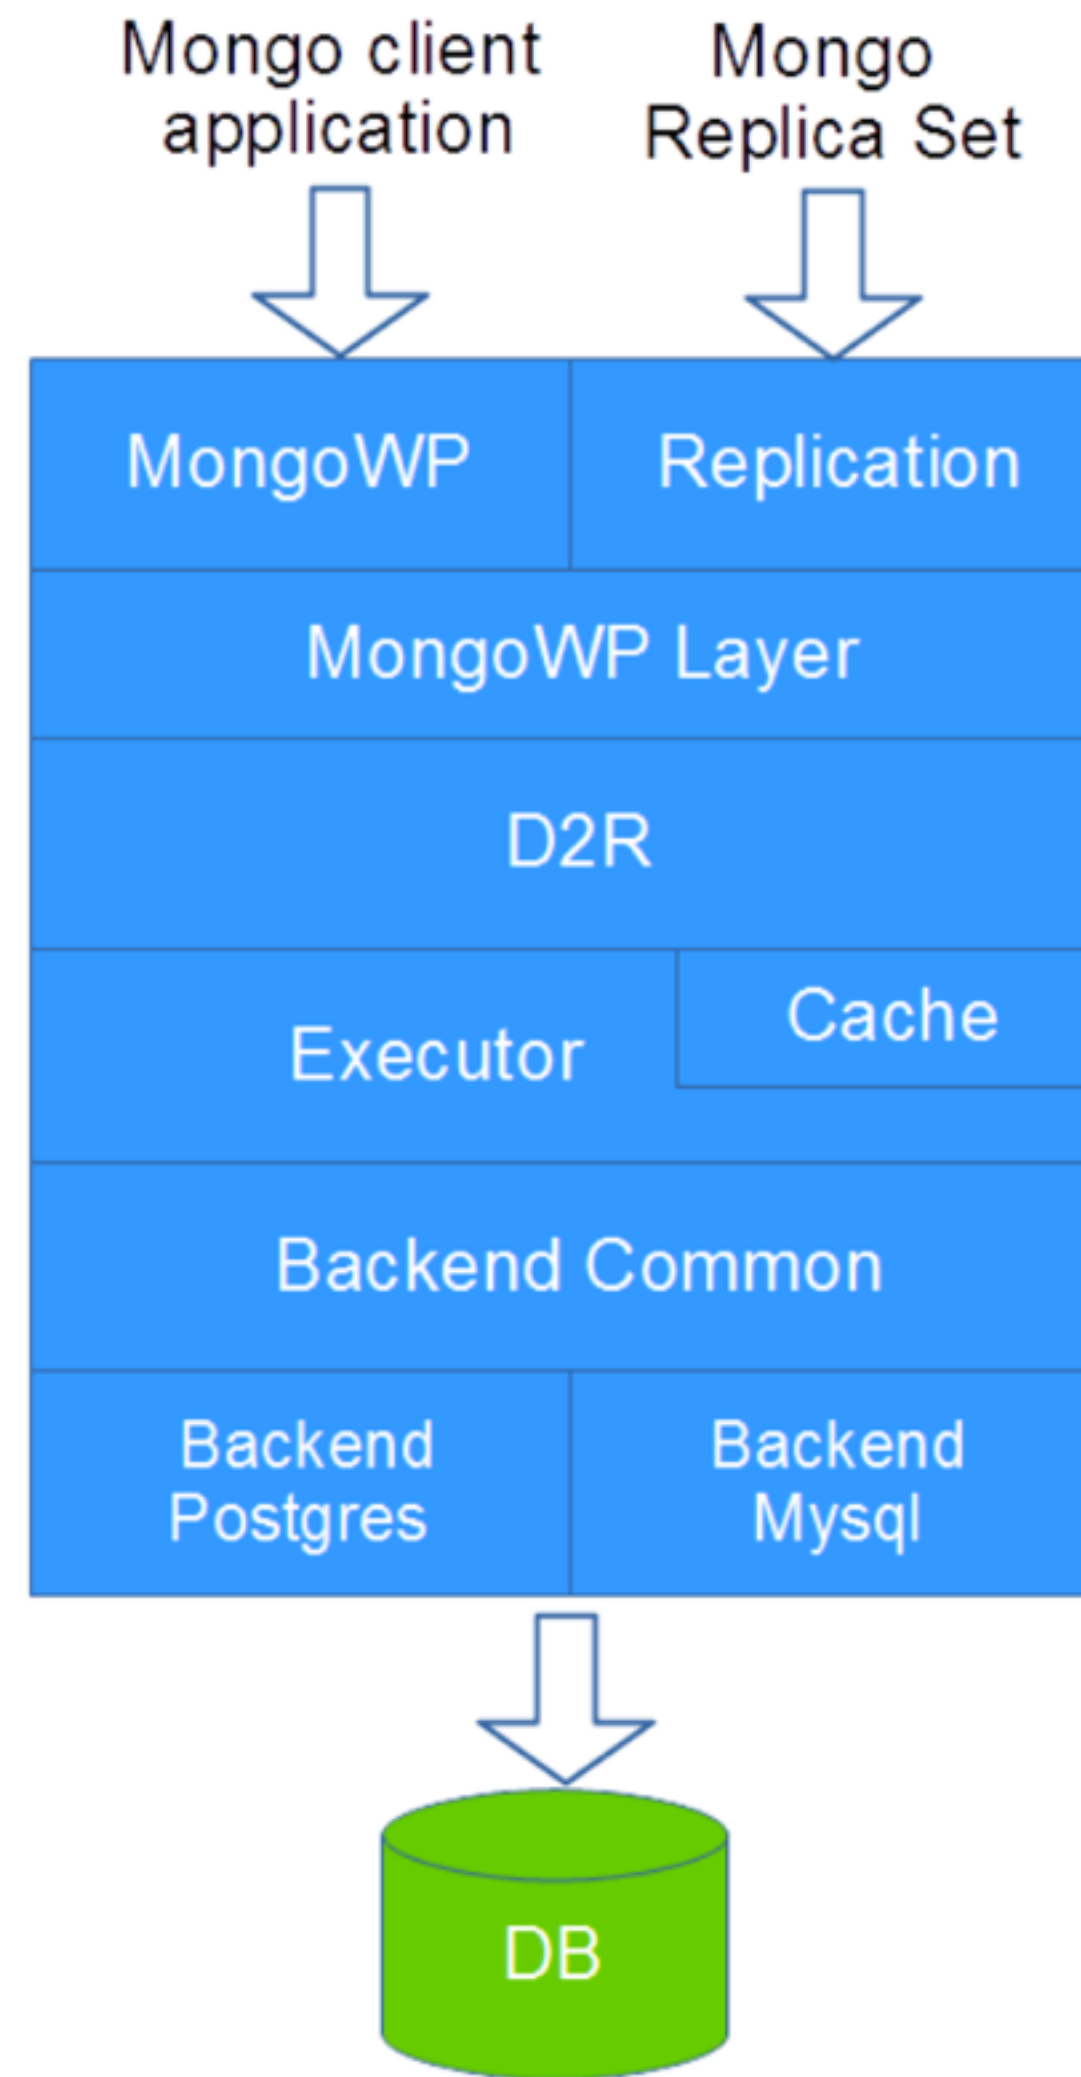 Mongo client
application
Mongo
Replica Set
MongoWP
Replication
MongoWP Layer
D2R
Executor
Cache
Backend Common
Backend
Postgres
Backend
Mysql
DB